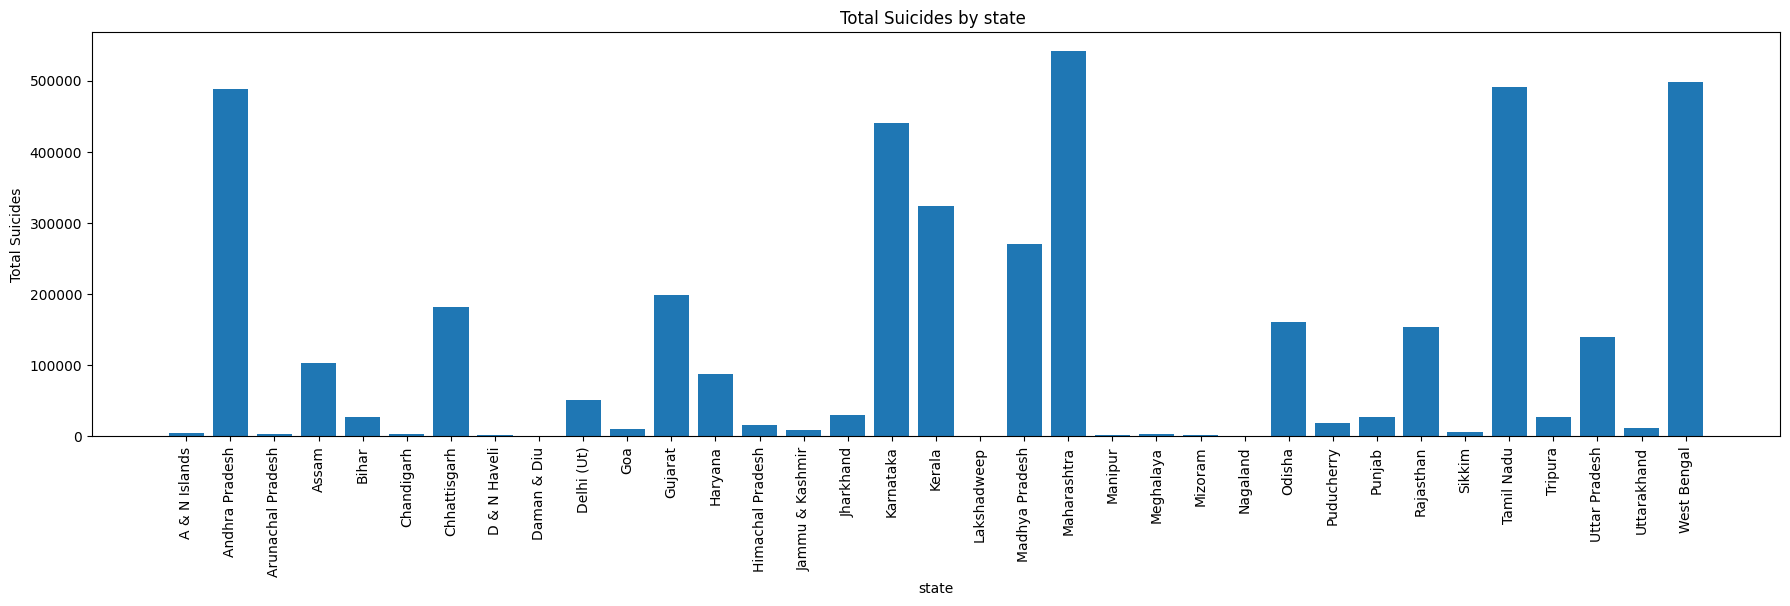 Total Suicides by state
Total Suicides
500000
400000
300000
200000
100000
0
A & N Islands
Andhra Pradesh
Arunachal Pradesh
Assam
Bihar
Chandigarh
Chhattisgarh
D & N Haveli
Daman & Diu
Delhi (Ut)
Goa
Gujarat
Haryana
Himachal Pradesh
Jammu & Kashmir
Jharkhand
Karnataka
Kerala
Lakshadweep
Madhya Pradesh
Maharashtra
Manipur
Meghalaya
Mizoram
Nagaland
Odisha
Puducherry
Punjab
Rajasthan
Sikkim
Tamil Nadu
Tripura
Uttar Pradesh
Uttarakhand
West Bengal
state